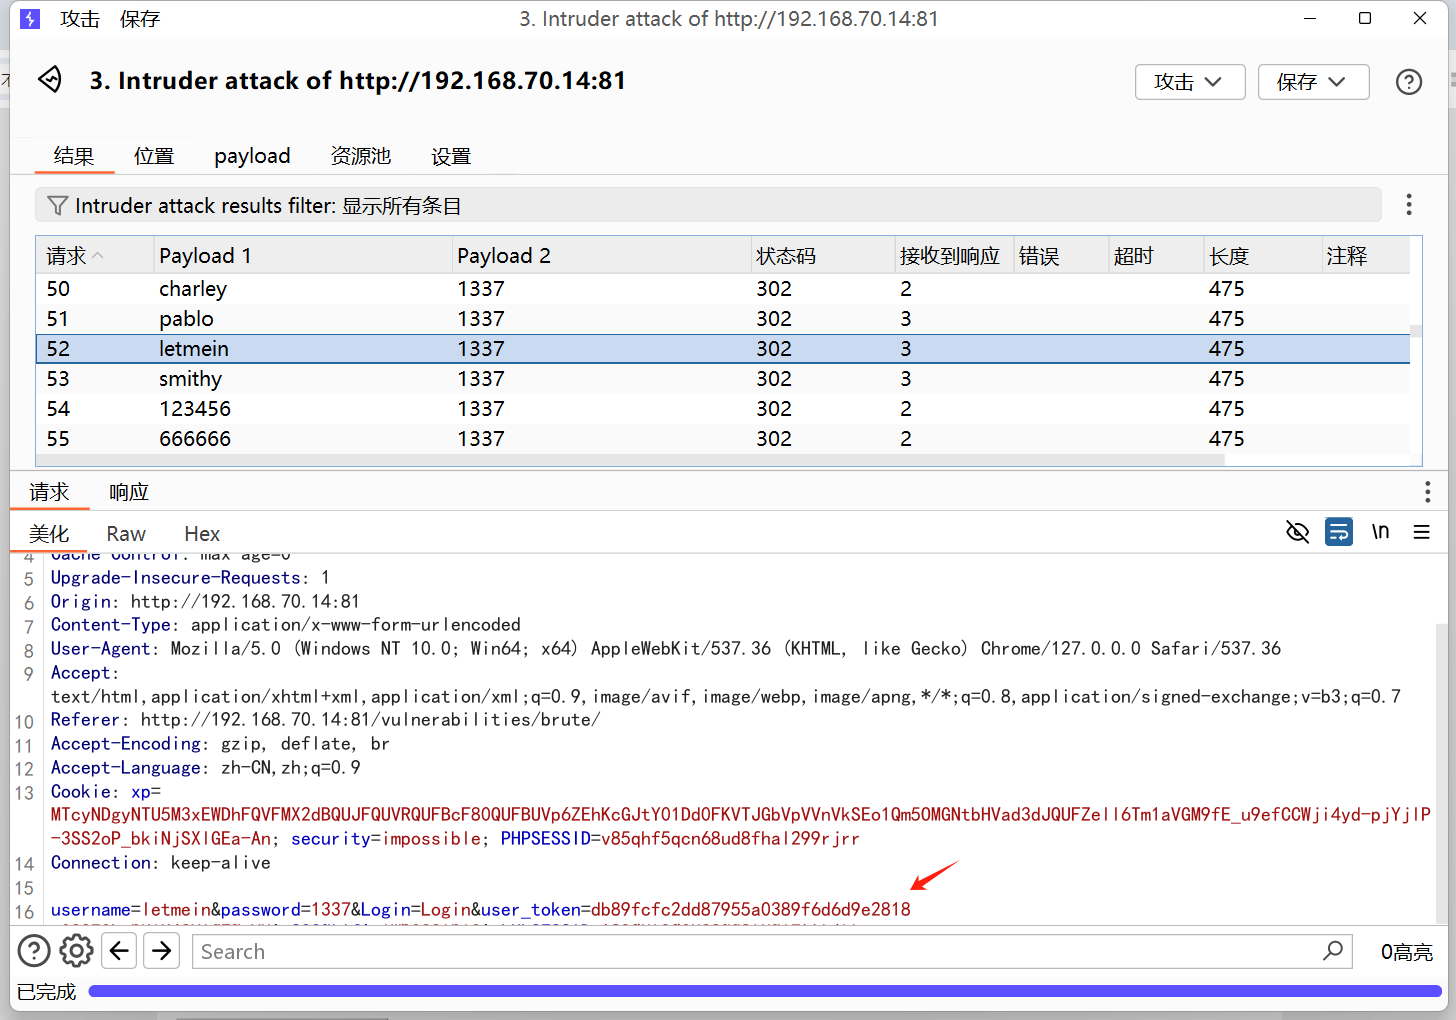 攻击 保存 3. Intruder attack of http://192.168.70.14:81
3. Intruder attack of http://192.168.70.14:81 攻击 保存
结果 位置 payload 资源池 设置
Intruder attack results filter: 显示所有条目
请求 Payload 1 Payload 2 状态码 接收到响应 错误 超时 长度 注释
50 charley 1337 302 2 475
51 pablo 1337 302 3 475
52 letmein 1337 302 3 475
53 smithy 1337 302 3 475
54 123456 1337 302 2 475
55 666666 1337 302 2 475
请求 响应
美化 Raw Hex \n
4 Cache-Control: max-age=0
5 Upgrade-Insecure-Requests: 1
6 Origin: http://192.168.70.14:81
7 Content-Type: application/x-www-form-urlencoded
8 User-Agent: Mozilla/5.0 (Windows NT 10.0; Win64; x64) AppleWebKit/537.36 (KHTML, like Gecko) Chrome/127.0.0.0 Safari/537.36
9 Accept:
text/html,application/xhtml+xml,application/xml;q=0.9,image/avif,image/webp,image/apng,*/*;q=0.8,application/signed-exchange;v=b3;q=0.7
10 Referer: http://192.168.70.14:81/vulnerabilities/brute/
11 Accept-Encoding: gzip, deflate, br
12 Accept-Language: zh-CN,zh;q=0.9
13 Cookie: xp=
-3SS2oP_bkiNjSXlGEa-An; security=impossible; PHPSESSID=v85qhf5qcn68ud8fhal299rjrr
14 Connection: keep-alive
15
16 username=letmein&password=1337&Login=Login&user_token=db89fcfc2dd87955a0389f6d6d9e2818
Search 0高亮
已完成